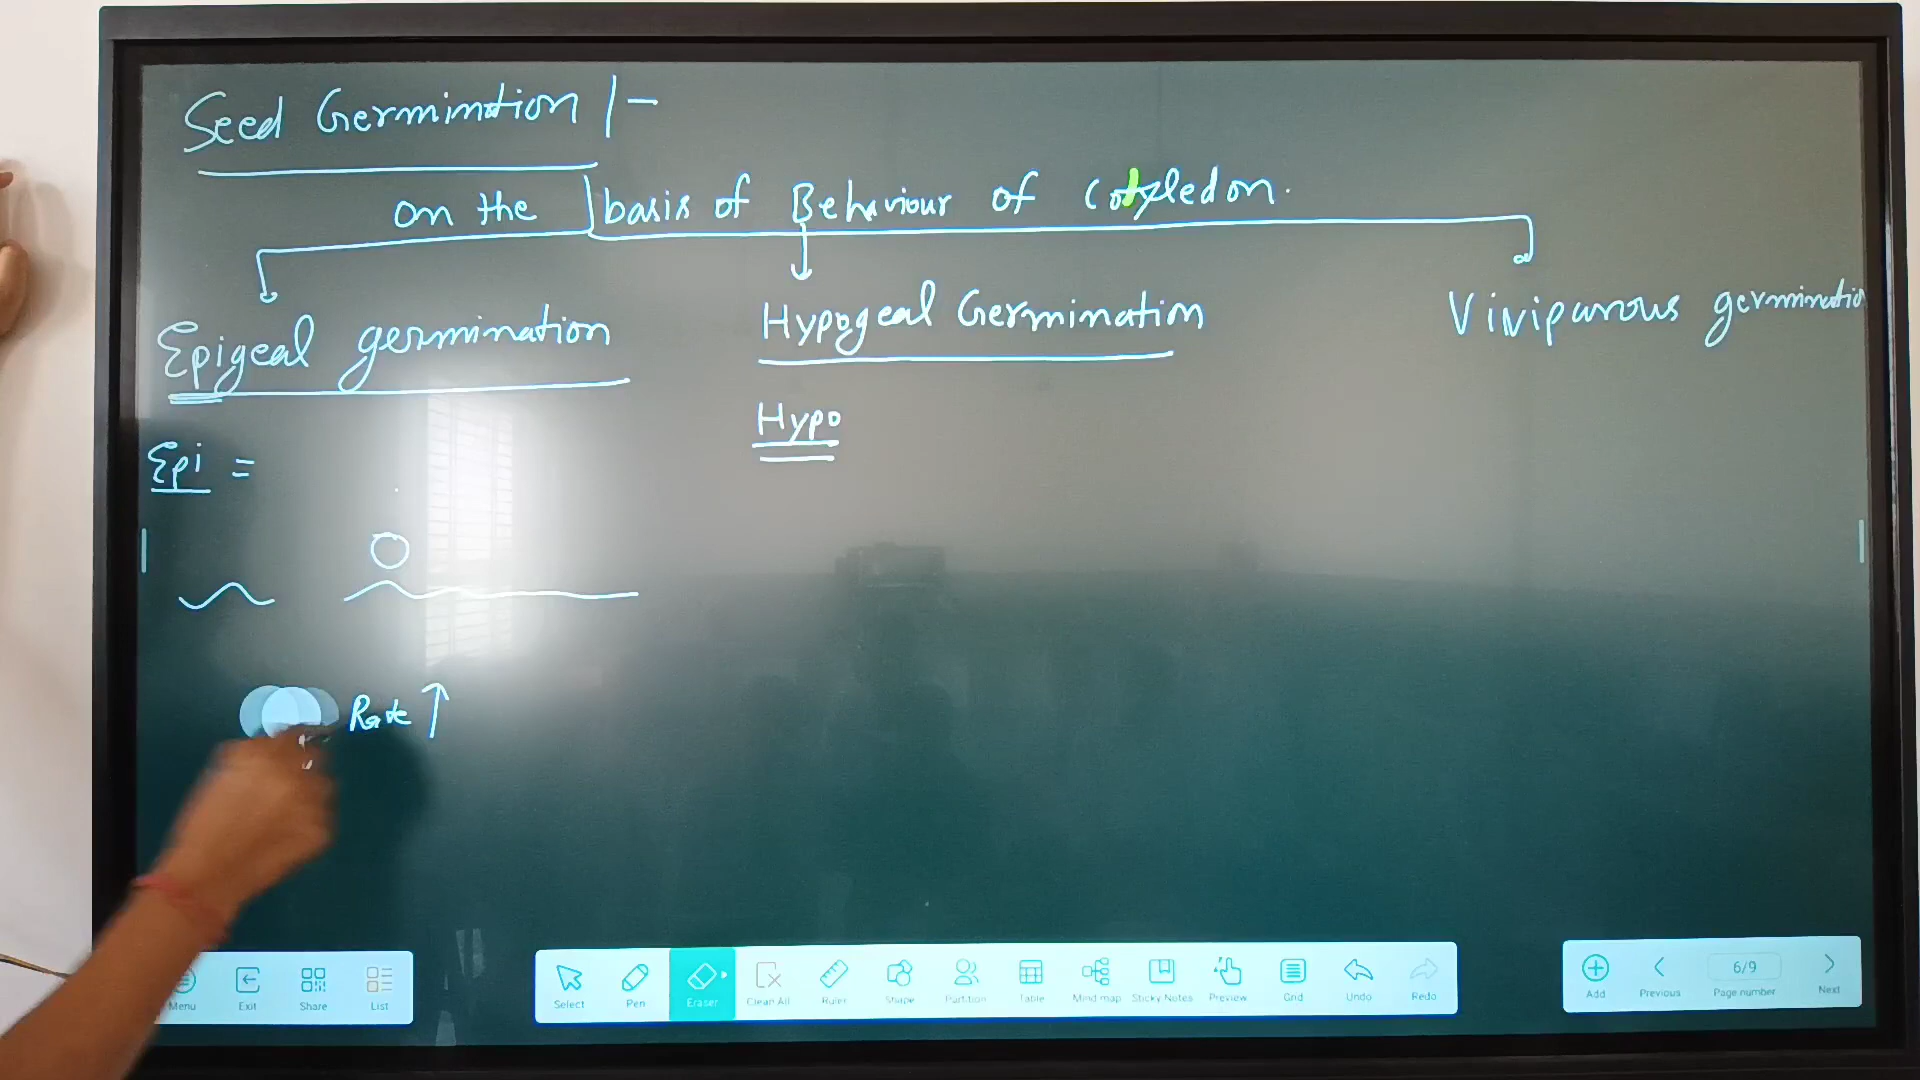 Seed Germination :-
on the basis of Behaviour of Cotyledon.
Epigeal germination
Hypogeal Germination
Viviparous germination
Epi =
Hypo
Rate ↑
Menu
Exit
Share
List
Select
Pen
Eraser
Clean All
Ruler
Shape
Partition
Table
Mind map
Sticky Notes
Preview
Grid
Undo
Redo
Add
Previous
6/9
Page number
Next